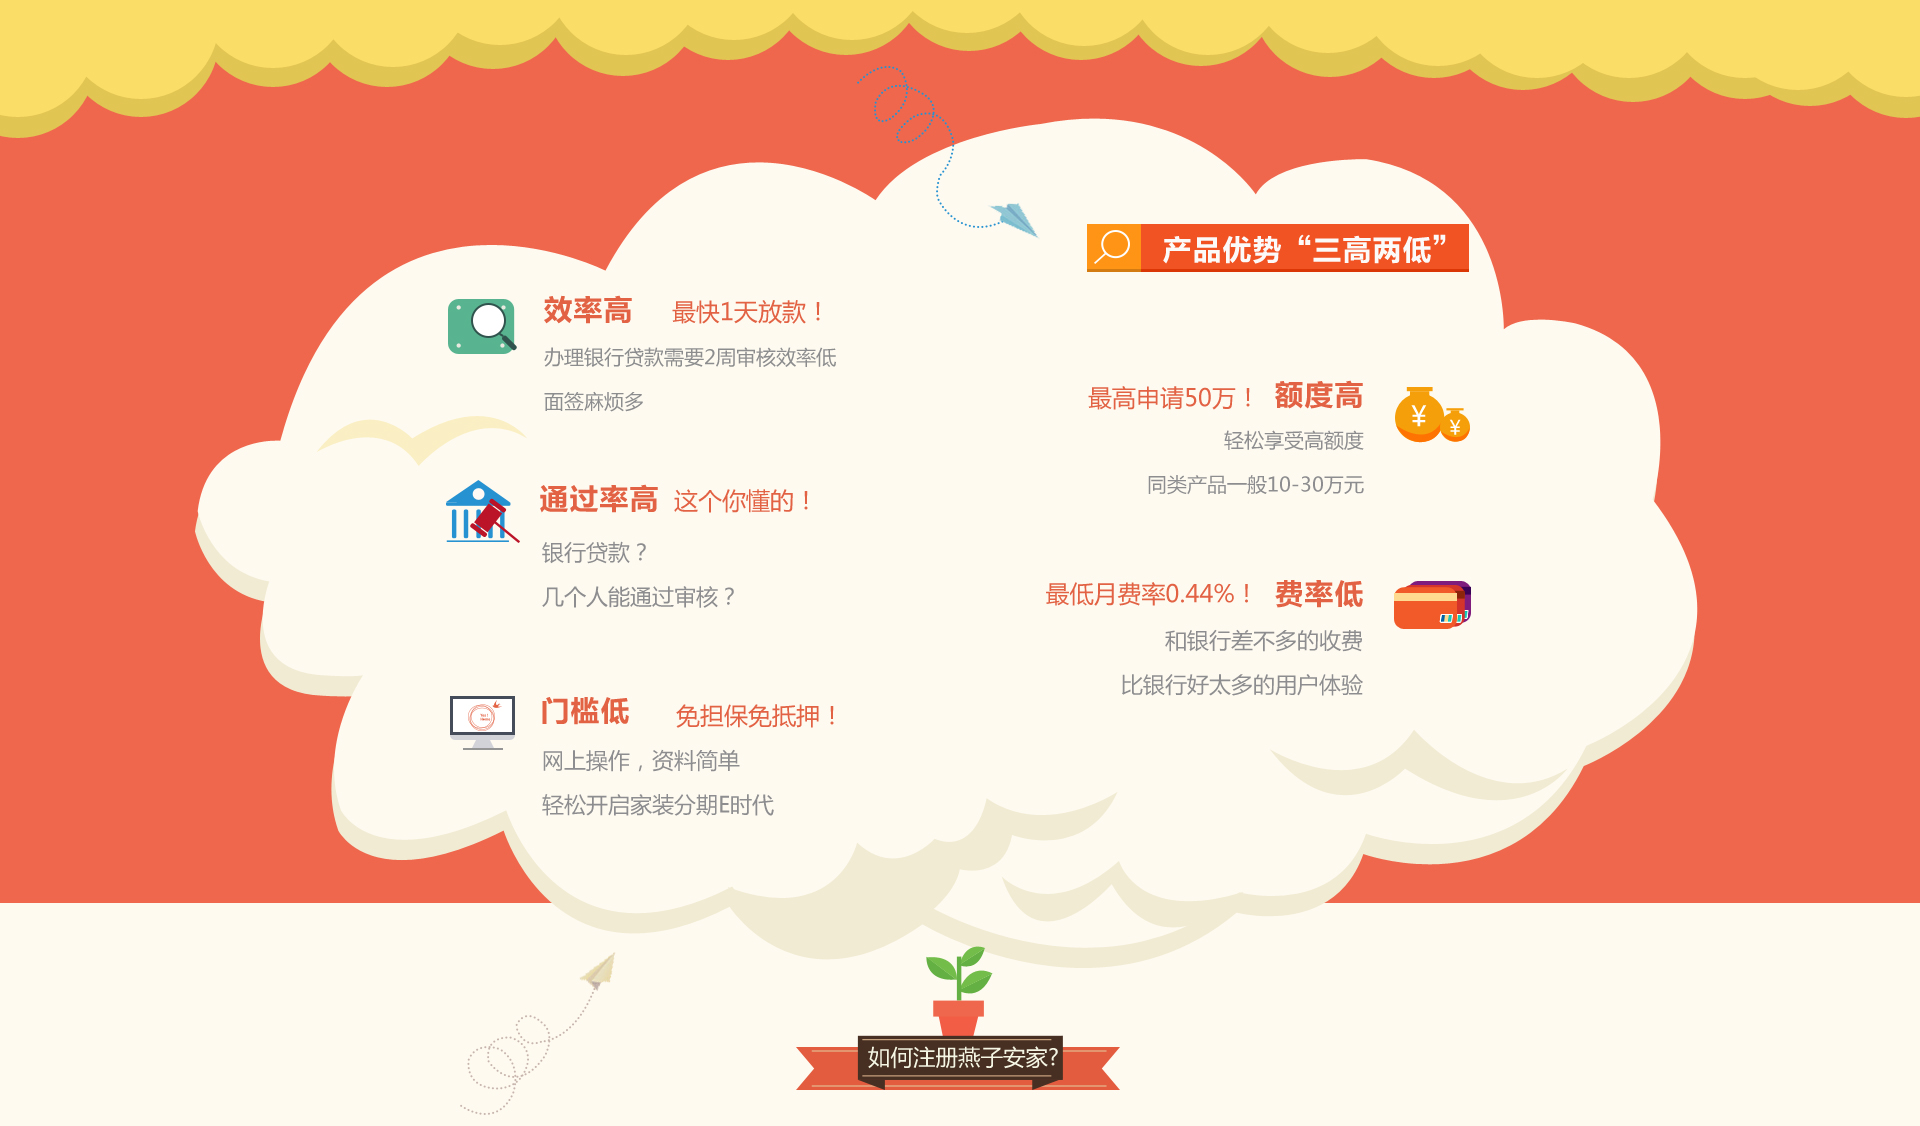 产品优势“三高两低”
效率高 最快1天放款！
办理银行贷款需要2周审核效率低
面签麻烦多
通过率高 这个你懂的！
银行贷款？
几个人能通过审核？
门槛低 免担保免抵押！
网上操作，资料简单
轻松开启家装分期E时代
最高申请50万！ 额度高
轻松享受高额度
同类产品一般10-30万元
¥
¥
最低月费率0.44%！ 费率低
和银行差不多的收费
比银行好太多的用户体验
如何注册燕子安家?